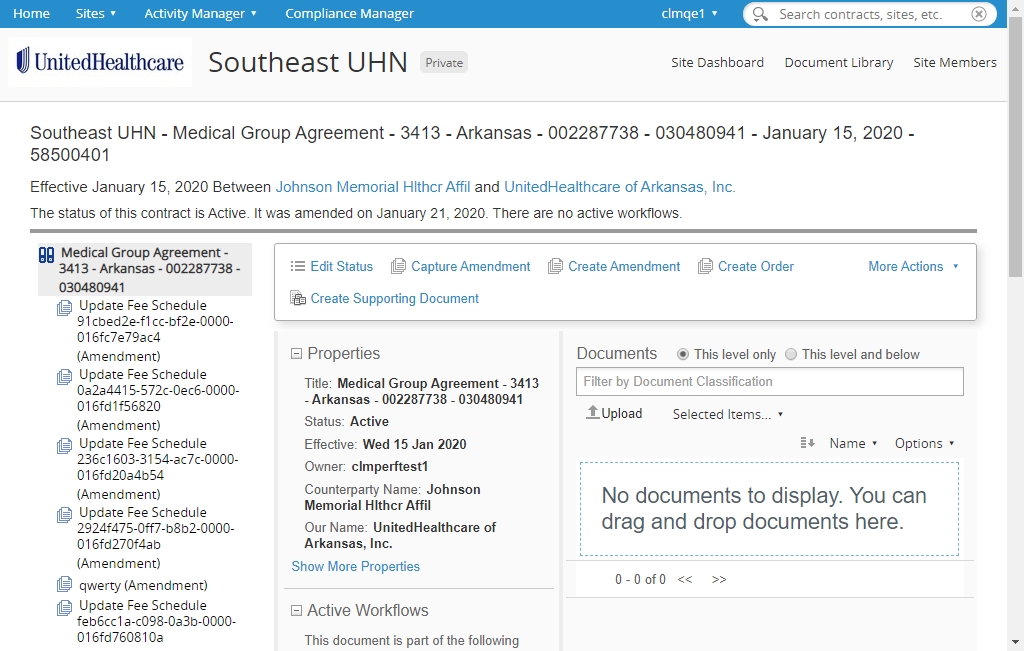 Home Sites Activity Manager Compliance Manager clmqe1 Search contracts, sites, etc.
UnitedHealthcare Southeast UHN Private Site Dashboard Document Library Site Members
Southeast UHN - Medical Group Agreement - 3413 - Arkansas - 002287738 - 030480941 - January 15, 2020 -
58500401
Effective January 15, 2020 Between Johnson Memorial Hlthcr Affil and UnitedHealthcare of Arkansas, Inc.
The status of this contract is Active. It was amended on January 21, 2020. There are no active workflows.
Medical Group Agreement -
3413 - Arkansas - 002287738 -
030480941
Update Fee Schedule
91cbed2e-f1cc-bf2e-0000-
016fc7e79ac4
(Amendment)
Update Fee Schedule
0a2a4415-572c-0ec6-0000-
016fd1f56820
(Amendment)
Update Fee Schedule
236c1603-3154-ac7c-0000-
016fd20a4b54
(Amendment)
Update Fee Schedule
2924f475-0ff7-b8b2-0000-
016fd270f4ab
(Amendment)
qwerty (Amendment)
Update Fee Schedule
feb6cc1a-c098-0a3b-0000-
016fd760810a
Edit Status Capture Amendment Create Amendment Create Order More Actions
Create Supporting Document
Properties
Title: Medical Group Agreement - 3413
- Arkansas - 002287738 - 030480941
Status: Active
Effective: Wed 15 Jan 2020
Owner: clmperftest1
Counterparty Name: Johnson
Memorial Hlthcr Affil
Our Name: UnitedHealthcare of
Arkansas, Inc.
Show More Properties
Active Workflows
This document is part of the following
Documents This level only This level and below
Filter by Document Classification
Upload Selected Items...
Name Options
No documents to display. You can
drag and drop documents here.
0 - 0 of 0 << >>